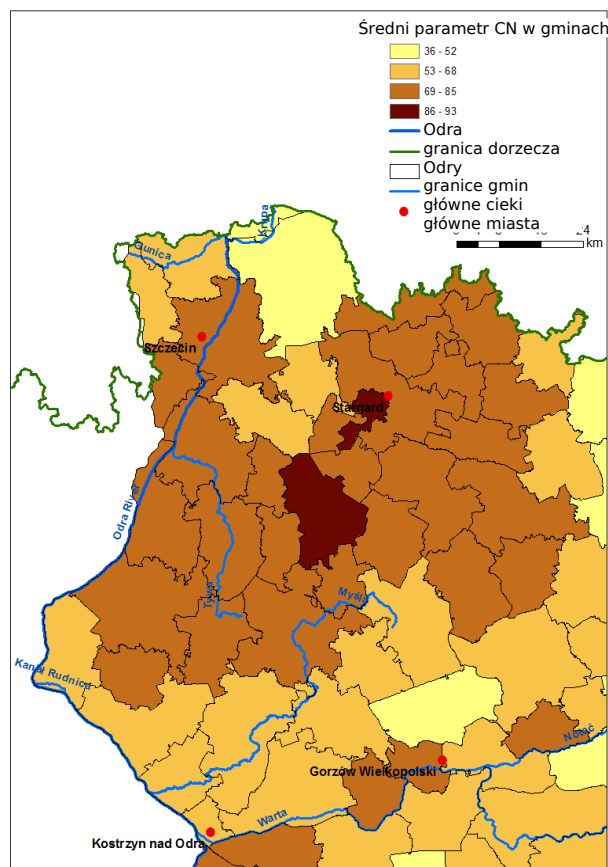 Średni parametr CN w gminach
36 - 52
53 - 68
69 - 85
86 - 93
Odra
granica dorzecza
Odry
granice gmin
główne cieki
główne miasta
km
Krępa
Gunica
Szczecin
Stargard
Odra River
Tywa
Myśla
Kanał Rudnica
Noteć
Gorzów Wielkopolski
Warta
Kostrzyn nad Odrą